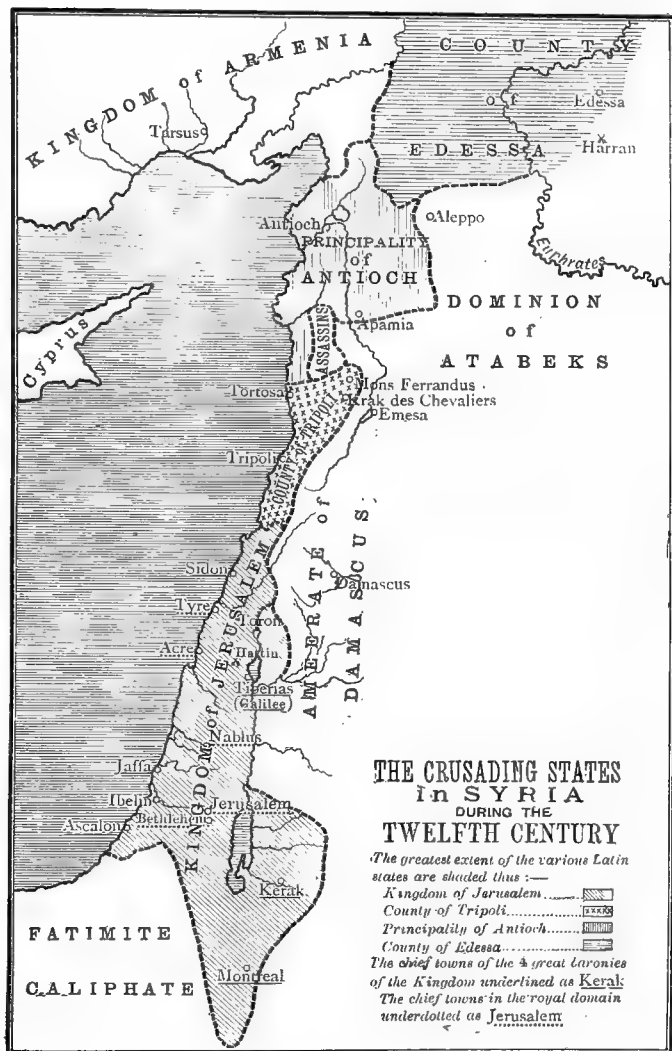 KINGDOM of ARMENIA
COUNTY
of
EDESSA
Tarsus
Edessa
Harran
Antioch
Aleppo
PRINCIPALITY
of
ANTIOCH
Euphrates
DOMINION
of
ATABEKS
Apamia
ASSASSINS
Cyprus
Tortosa
Mons Ferrandus
Krak des Chevaliers
Emesa
COUNTY of TRIPOLI
Tripoli
AMEERATE of
DAMASCUS
Sidon
Damascus
KINGDOM of JERUSALEM
Tyre
Toron
Acre
Hattin
Tiberias
(Galilee)
Nablus
Jaffa
Ibelin
Jerusalem
Bethlehem
Ascalon
Kerak
Montreal
FATIMITE
CALIPHATE
THE CRUSADING STATES
in SYRIA
DURING THE
TWELFTH CENTURY
The greatest extent of the various Latin
states are shaded thus :—
Kingdom of Jerusalem
County of Tripoli
Principality of Antioch
County of Edessa
The chief towns of the 4 great baronies
of the Kingdom underlined as Kerak
The chief towns in the royal domain
underdotted as Jerusalem